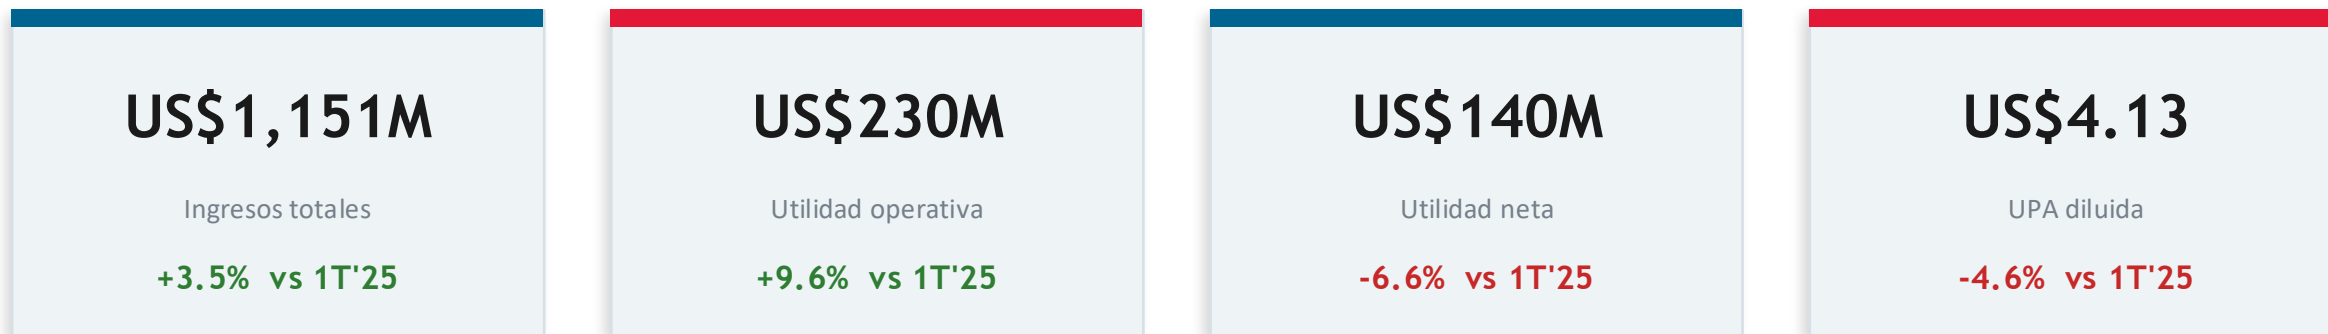 US$1,151M
Ingresos totales
+3.5% vs 1T'25
US$230M
Utilidad operativa
+9.6% vs 1T'25
US$140M
Utilidad neta
-6.6% vs 1T'25
US$4.13
UPA diluida
-4.6% vs 1T'25